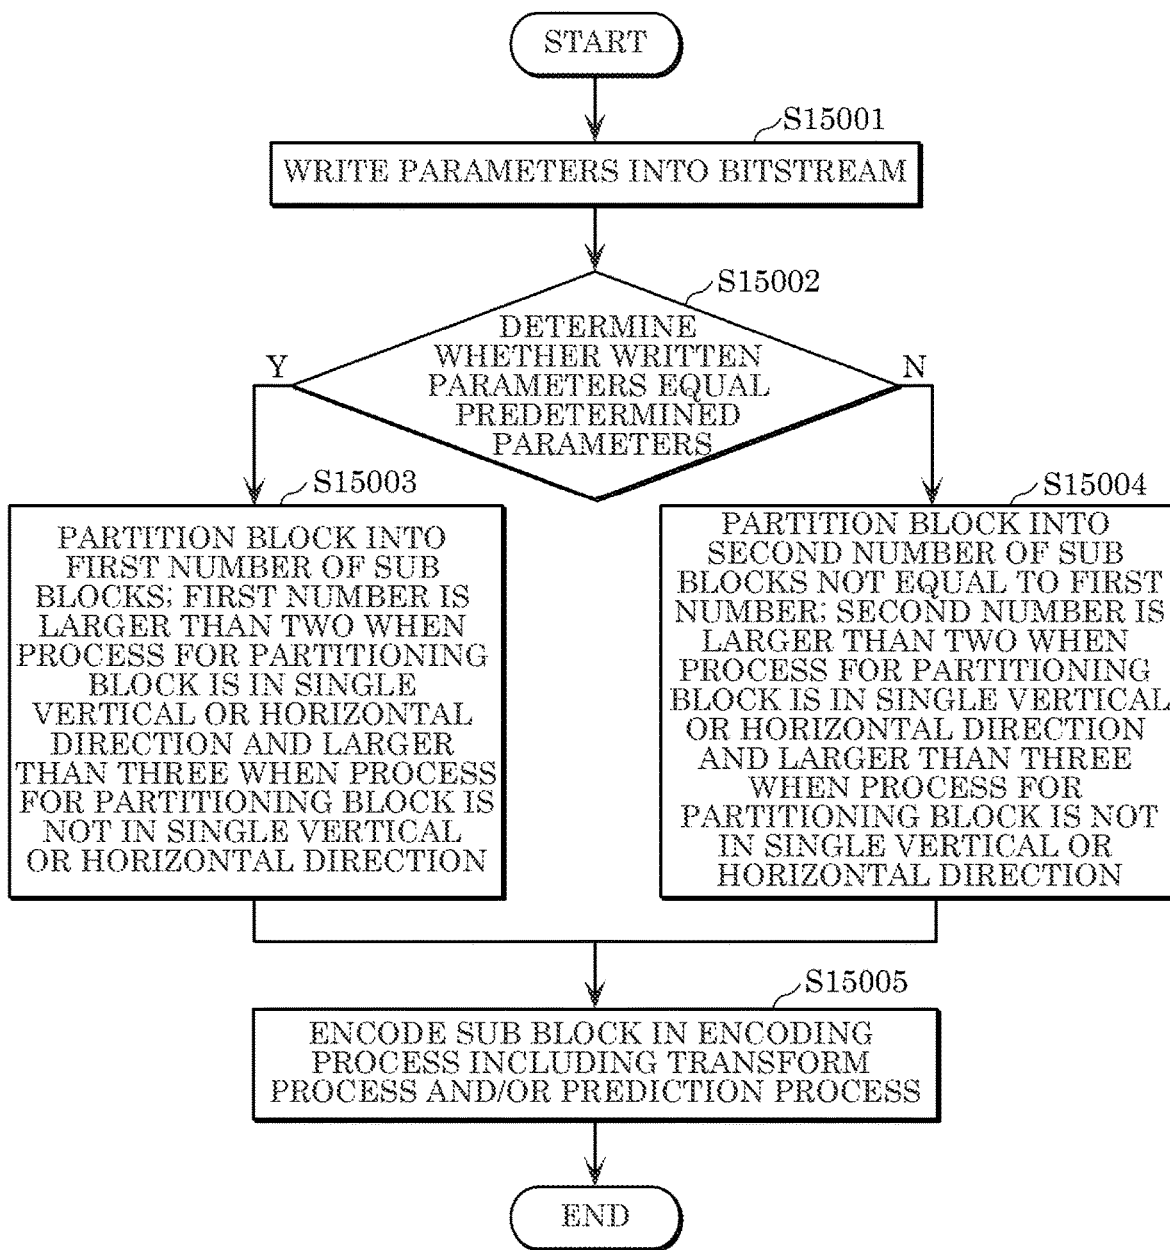 START
S15001
WRITE PARAMETERS INTO BITSTREAM
S15002
DETERMINE
WHETHER WRITTEN
PARAMETERS EQUAL
PREDETERMINED
PARAMETERS
Y
N
S15003
PARTITION BLOCK INTO
FIRST NUMBER OF SUB
BLOCKS; FIRST NUMBER IS
LARGER THAN TWO WHEN
PROCESS FOR PARTITIONING
BLOCK IS IN SINGLE
VERTICAL OR HORIZONTAL
DIRECTION AND LARGER
THAN THREE WHEN PROCESS
FOR PARTITIONING BLOCK IS
NOT IN SINGLE VERTICAL
OR HORIZONTAL DIRECTION
S15004
PARTITION BLOCK INTO
SECOND NUMBER OF SUB
BLOCKS NOT EQUAL TO FIRST
NUMBER; SECOND NUMBER IS
LARGER THAN TWO WHEN
PROCESS FOR PARTITIONING
BLOCK IS IN SINGLE VERTICAL
OR HORIZONTAL DIRECTION
AND LARGER THAN THREE
WHEN PROCESS FOR
PARTITIONING BLOCK IS NOT
IN SINGLE VERTICAL OR
HORIZONTAL DIRECTION
S15005
ENCODE SUB BLOCK IN ENCODING
PROCESS INCLUDING TRANSFORM
PROCESS AND/OR PREDICTION PROCESS
END